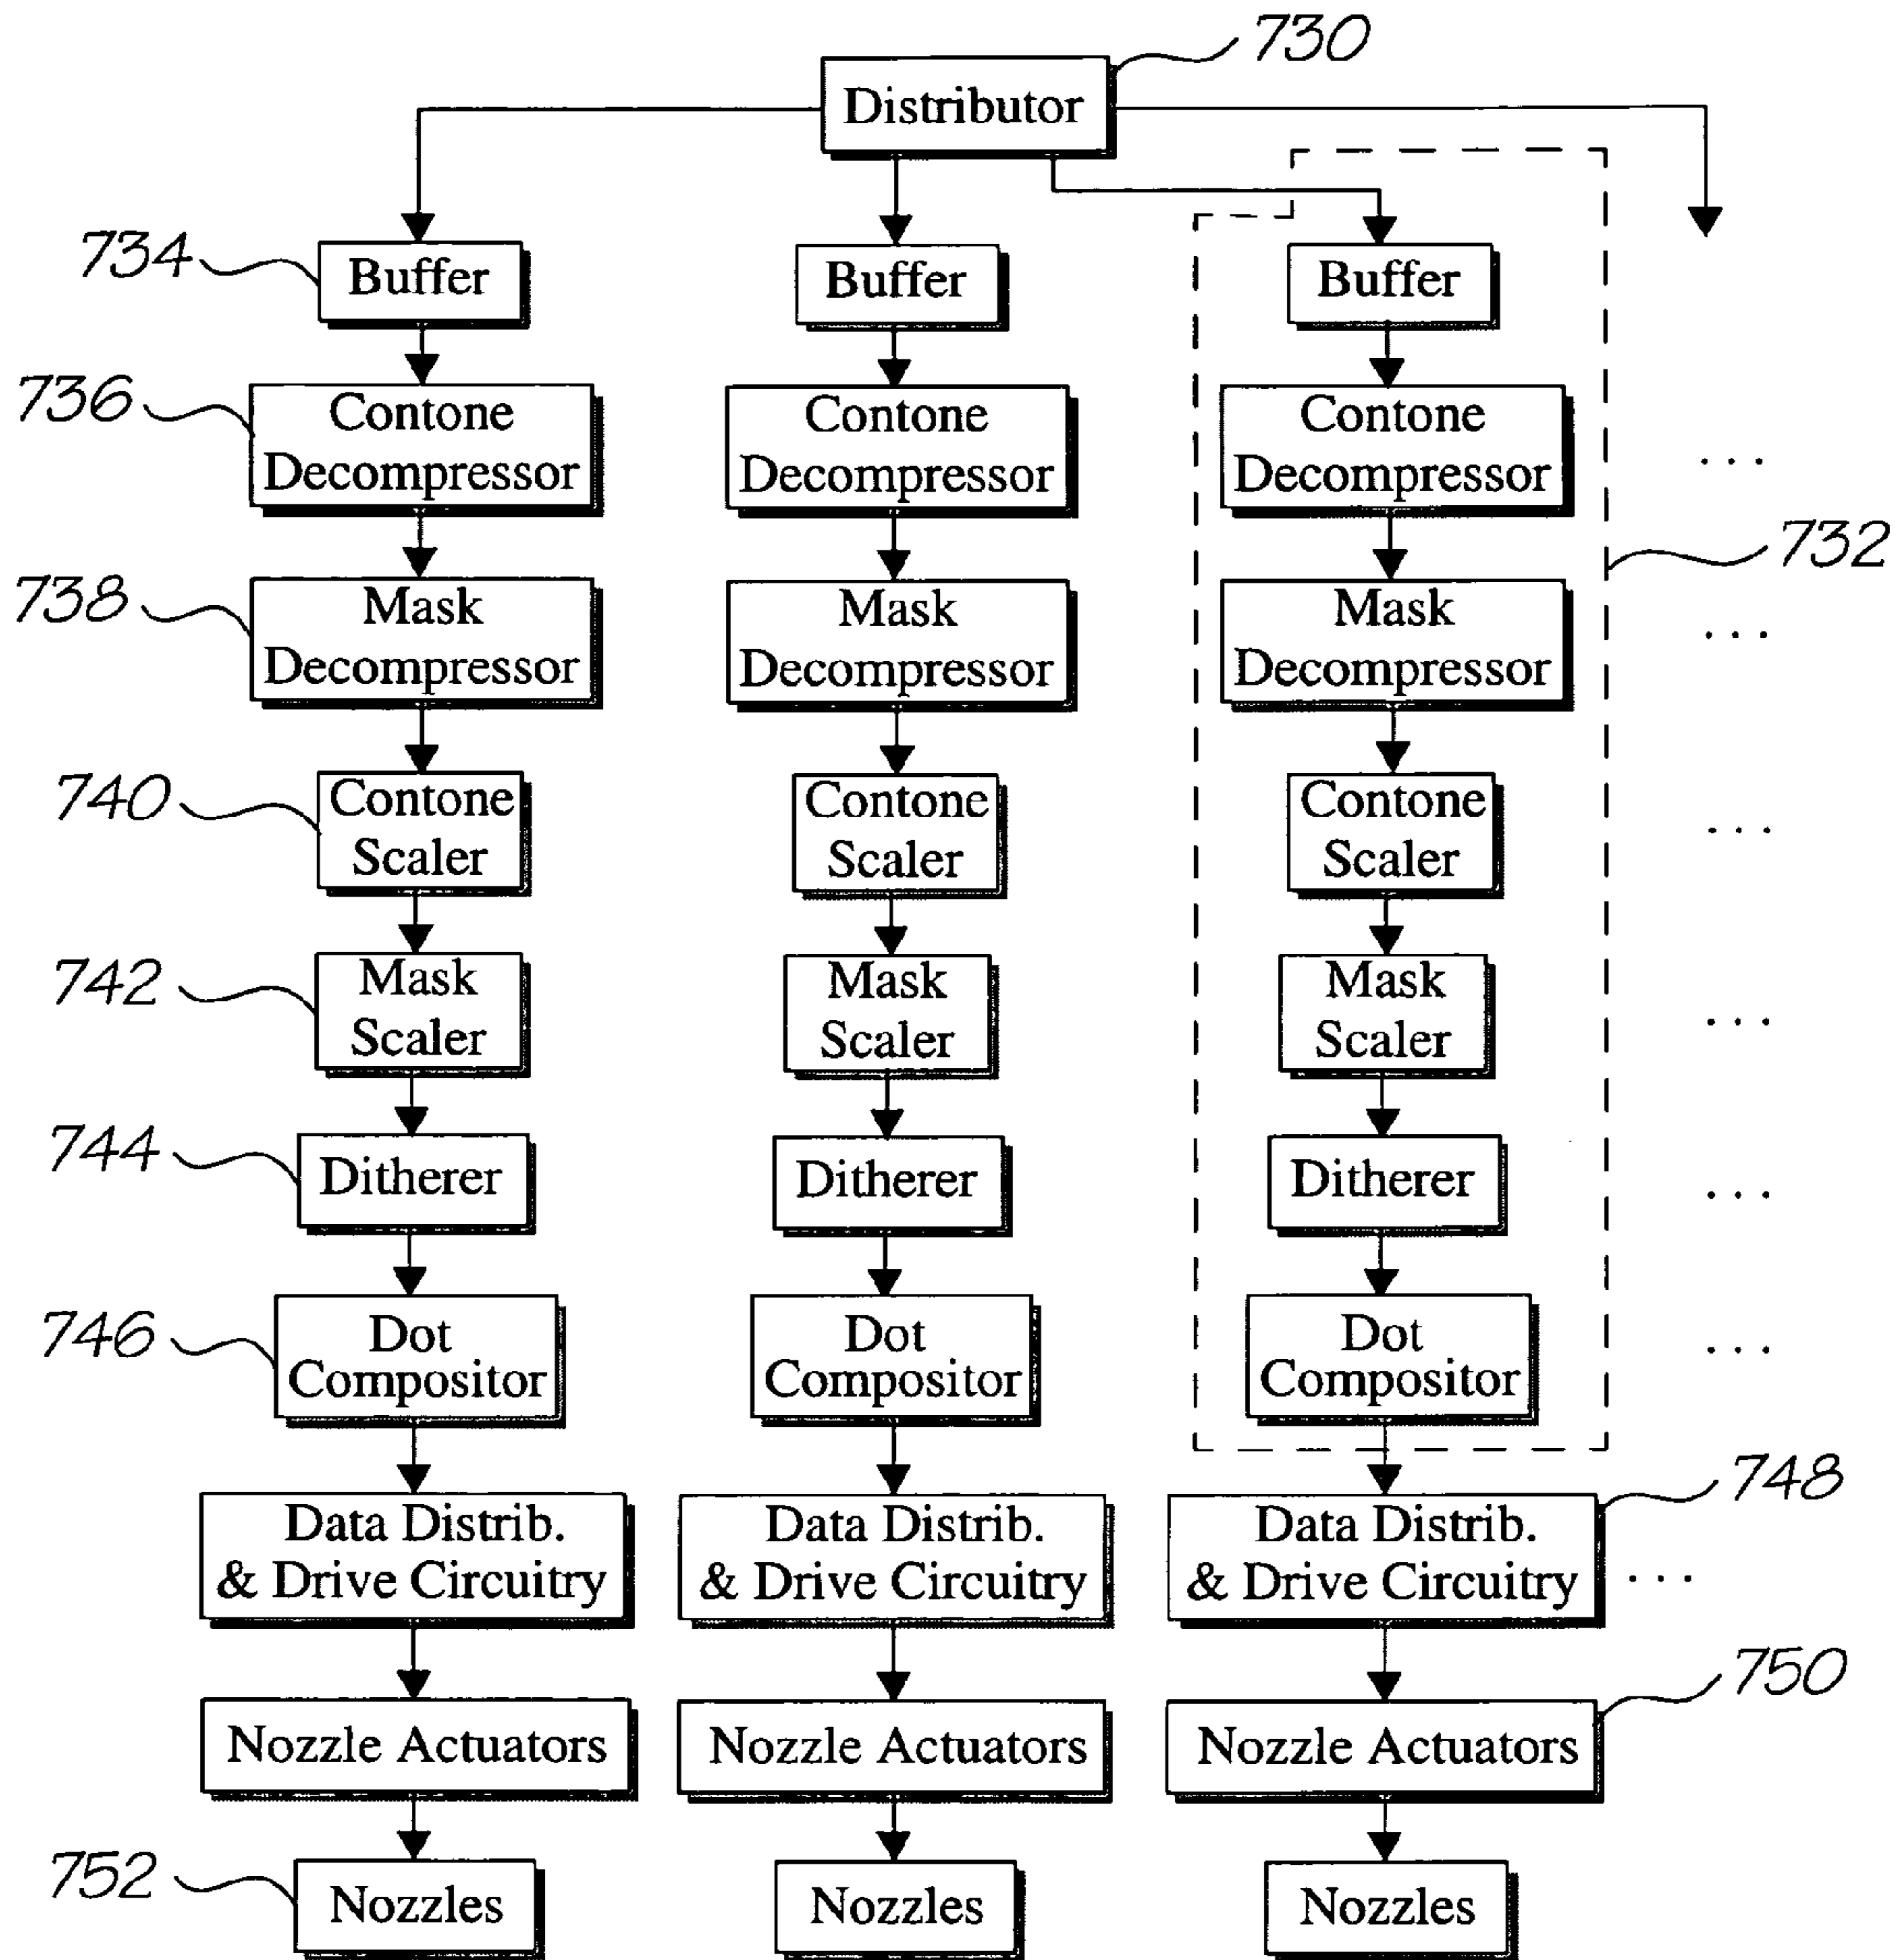 730
Distributor
734
Buffer
Buffer
Buffer
736
Contone
Decompressor
Contone
Decompressor
Contone
Decompressor
...
732
738
Mask
Decompressor
Mask
Decompressor
Mask
Decompressor
...
740
Contone
Scaler
Contone
Scaler
Contone
Scaler
...
742
Mask
Scaler
Mask
Scaler
Mask
Scaler
...
744
Ditherer
Ditherer
Ditherer
...
746
Dot
Compositor
Dot
Compositor
Dot
Compositor
...
748
Data Distrib.
& Drive Circuitry
Data Distrib.
& Drive Circuitry
Data Distrib.
& Drive Circuitry
...
750
Nozzle Actuators
Nozzle Actuators
Nozzle Actuators
752
Nozzles
Nozzles
Nozzles